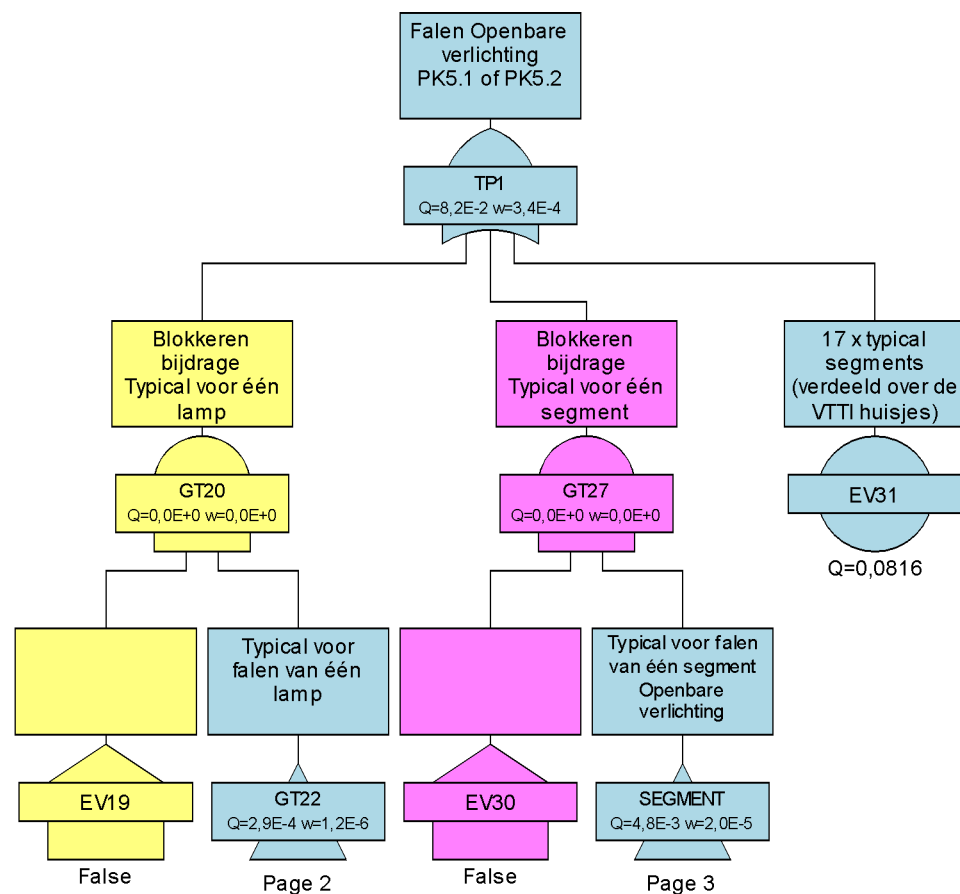 Falen Openbare
verlichting
PK5.1 of PK5.2
TP1
Q=8,2E-2 w=3,4E-4
Blokkeren
bijdrage
Typical voor één
lamp
GT20
Q=0,0E+0 w=0,0E+0
Blokkeren
bijdrage
Typical voor één
segment
GT27
Q=0,0E+0 w=0,0E+0
17 x typical
segments
(verdeeld over de
VTTI huisjes)
EV31
Q=0,0816
EV19
False
Typical voor
falen van één
lamp
GT22
Q=2,9E-4 w=1,2E-6
Page 2
EV30
False
Typical voor falen
van één segment
Openbare
verlichting
SEGMENT
Q=4,8E-3 w=2,0E-5
Page 3